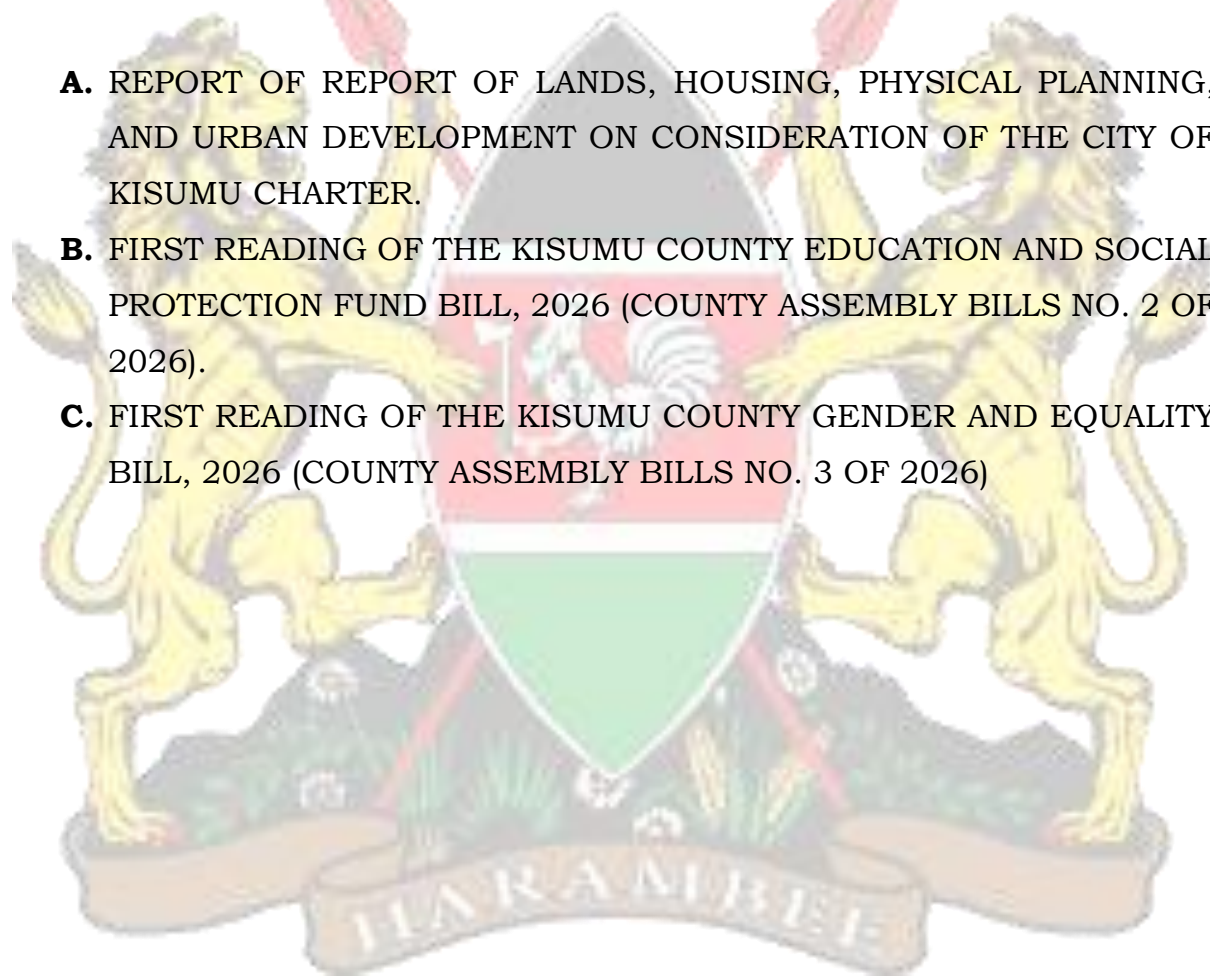 A. REPORT OF REPORT OF LANDS, HOUSING, PHYSICAL PLANNING,
AND URBAN DEVELOPMENT ON CONSIDERATION OF THE CITY OF
KISUMU CHARTER.
B. FIRST READING OF THE KISUMU COUNTY EDUCATION AND SOCIAL
PROTECTION FUND BILL, 2026 (COUNTY ASSEMBLY BILLS NO. 2 OF
2026).
C. FIRST READING OF THE KISUMU COUNTY GENDER AND EQUALITY
BILL, 2026 (COUNTY ASSEMBLY BILLS NO. 3 OF 2026)
HARAMBEE